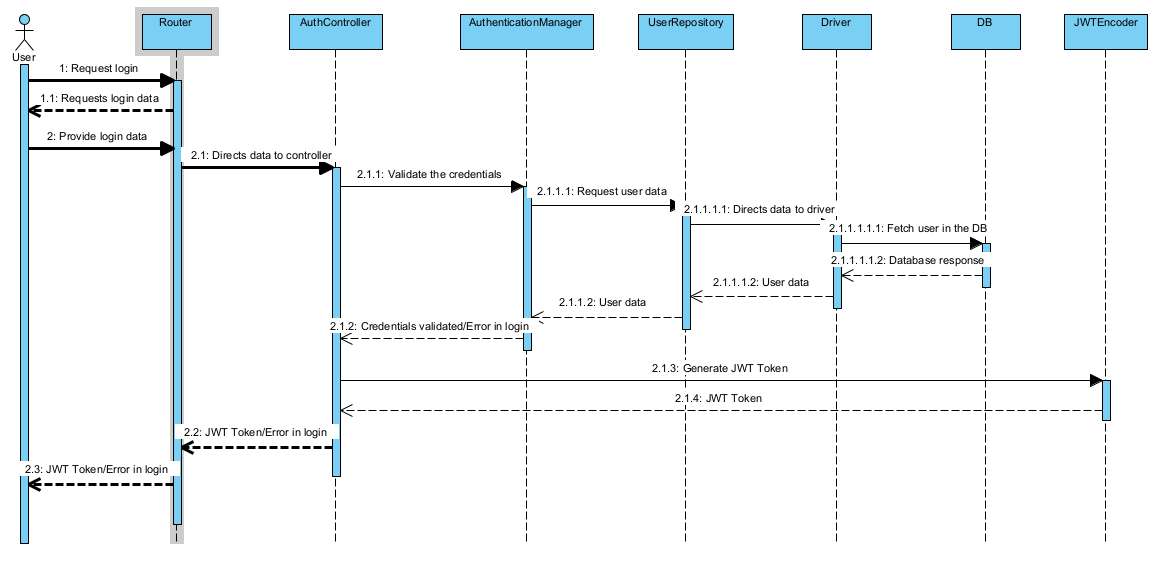 Router
AuthController
AuthenticationManager
UserRepository
Driver
DB
JWTEncoder
User
1: Request login
1.1: Requests login data
2: Provide login data
2.1: Directs data to controller
2.1.1: Validate the credentials
2.1.1.1: Request user data
2.1.1.1.1: Directs data to driver
2.1.1.1.1.1: Fetch user in the DB
2.1.1.1.1.2: Database response
2.1.1.1.2: User data
2.1.1.2: User data
2.1.2: Credentials validated/Error in login
2.1.3: Generate JWT Token
2.1.4: JWT Token
2.2: JWT Token/Error in login
2.3: JWT Token/Error in login